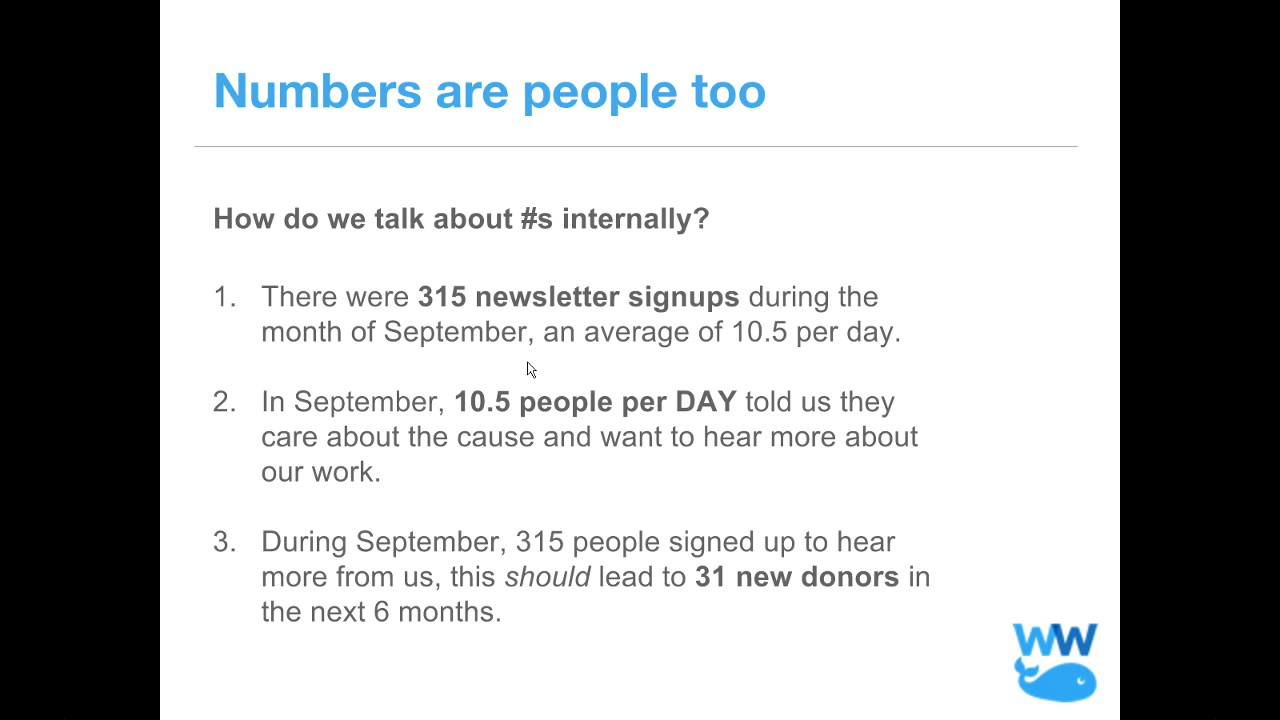 Numbers are people too
How do we talk about #s internally?
1. There were 315 newsletter signups during the
month of September, an average of 10.5 per day.
2. In September, 10.5 people per DAY told us they
care about the cause and want to hear more about
our work.
3. During September, 315 people signed up to hear
more from us, this should lead to 31 new donors in
the next 6 months.
WW